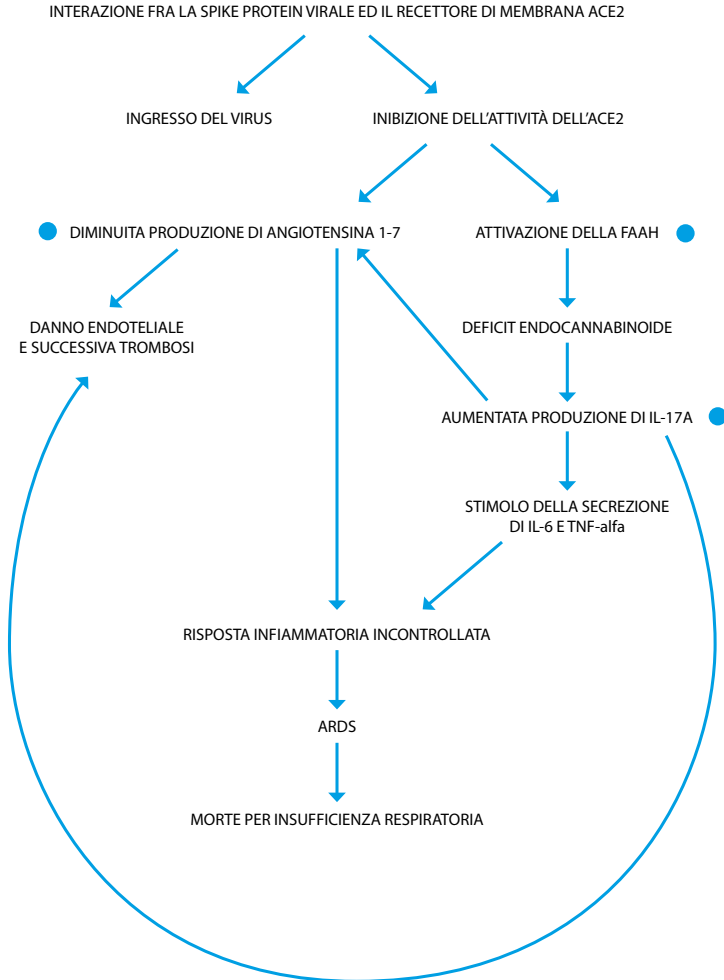 INTERAZIONE FRA LA SPIKE PROTEIN VIRALE ED IL RECETTORE DI MEMBRANA ACE2
INGRESSO DEL VIRUS
INIBIZIONE DELL'ATTIVITÀ DELL'ACE2
DIMINUITA PRODUZIONE DI ANGIOTENSINA 1-7
ATTIVAZIONE DELLA FAAH
DANNO ENDOTELIALE
E SUCCESSIVA TROMBOSI
DEFICIT ENDOCANNABINOIDE
AUMENTATA PRODUZIONE DI IL-17A
STIMOLO DELLA SECREZIONE
DI IL-6 E TNF-alfa
RISPOSTA INFIAMMATORIA INCONTROLLATA
ARDS
MORTE PER INSUFFICIENZA RESPIRATORIA